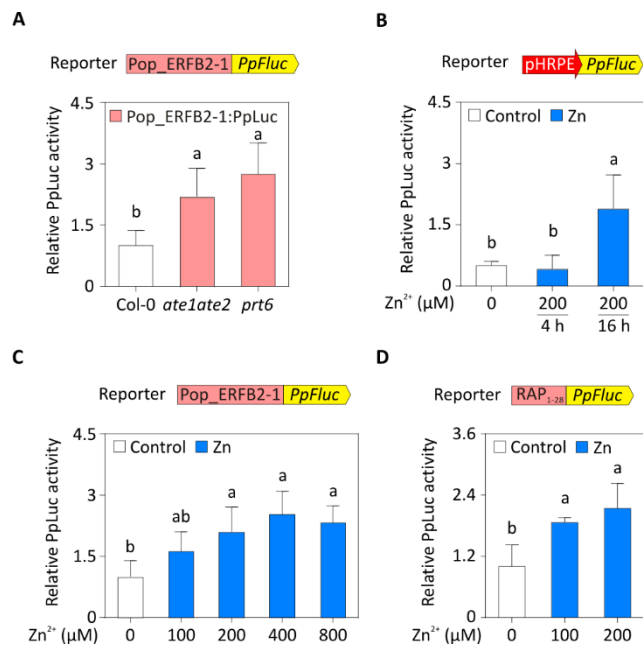 A
Reporter Pop_ERFB2-1 PpFluc
4.5
3
1.5
0
Relative PpLuc activity
Pop_ERFB2-1:PpLuc
b
a
a
Col-0 ate1ate2 prt6
B
Reporter pHRPE PpFluc
4.5
3
1.5
0
Relative PpLuc activity
Control Zn
b
b
a
Zn²⁺ (μM) 0 200 200
4 h 16 h
C
Reporter Pop_ERFB2-1 PpFluc
4.5
3
1.5
0
Relative PpLuc activity
Control Zn
b
ab
a
a
a
Zn²⁺ (μM) 0 100 200 400 800
D
Reporter RAP₁₋₂₈ PpFluc
3.6
2.4
1.2
0
Relative PpLuc activity
Control Zn
b
a
a
Zn²⁺ (μM) 0 100 200